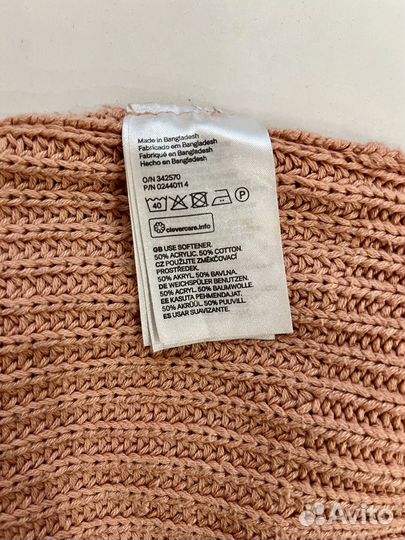 Made in Bangladesh
Fabricado em Bangladesh
Fabriqué en Bangladesh
Hecho en Bangladesh
O/N 342570
P/N 0244011 4
40 P
clevercare.info
GB USE SOFTENER.
50% ACRYLIC. 50% COTTON.
CZ POUŽIJTE ZMĚKČOVACÍ
PROSTŘEDEK.
50% AKRYL. 50% BAVLNA.
DE WEICHSPÜLER BENUTZEN.
50% ACRYL. 50% BAUMWOLLE.
EE KASUTA PEHMENDAJAT.
50% AKRÜÜL. 50% PUUVILL.
ES USAR SUAVIZANTE.
Avito